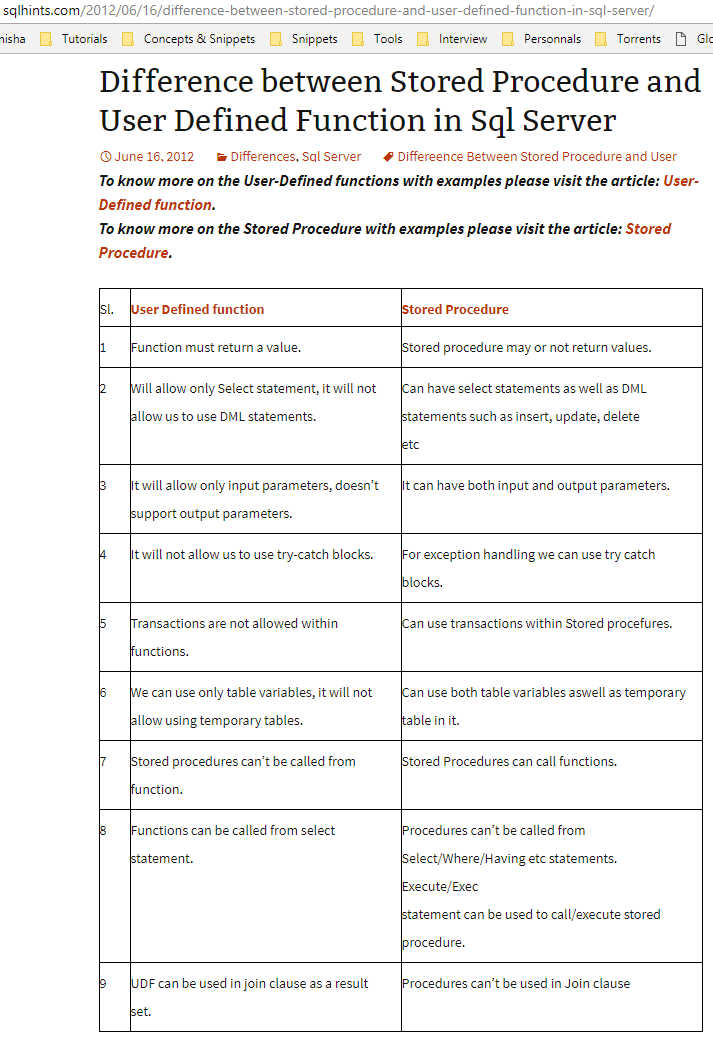 sqlhints.com/2012/06/16/difference-between-stored-procedure-and-user-defined-function-in-sql-server/
nisha Tutorials Concepts & Snippets Snippets Tools Interview Personnals Torrents Glo
Difference between Stored Procedure and
User Defined Function in Sql Server
June 16, 2012 Differences, Sql Server Differeence Between Stored Procedure and User
To know more on the User-Defined functions with examples please visit the article: User-
Defined function.
To know more on the Stored Procedure with examples please visit the article: Stored
Procedure.
Sl. User Defined function Stored Procedure
1 Function must return a value. Stored procedure may or not return values.
2 Will allow only Select statement, it will not Can have select statements as well as DML
allow us to use DML statements. statements such as insert, update, delete
etc
3 It will allow only input parameters, doesn't It can have both input and output parameters.
support output parameters.
4 It will not allow us to use try-catch blocks. For exception handling we can use try catch
blocks.
5 Transactions are not allowed within Can use transactions within Stored procefures.
functions.
6 We can use only table variables, it will not Can use both table variables aswell as temporary
allow using temporary tables. table in it.
7 Stored procedures can't be called from Stored Procedures can call functions.
function.
8 Functions can be called from select Procedures can't be called from
statement. Select/Where/Having etc statements.
Execute/Exec
statement can be used to call/execute stored
procedure.
9 UDF can be used in join clause as a result Procedures can't be used in Join clause
set.